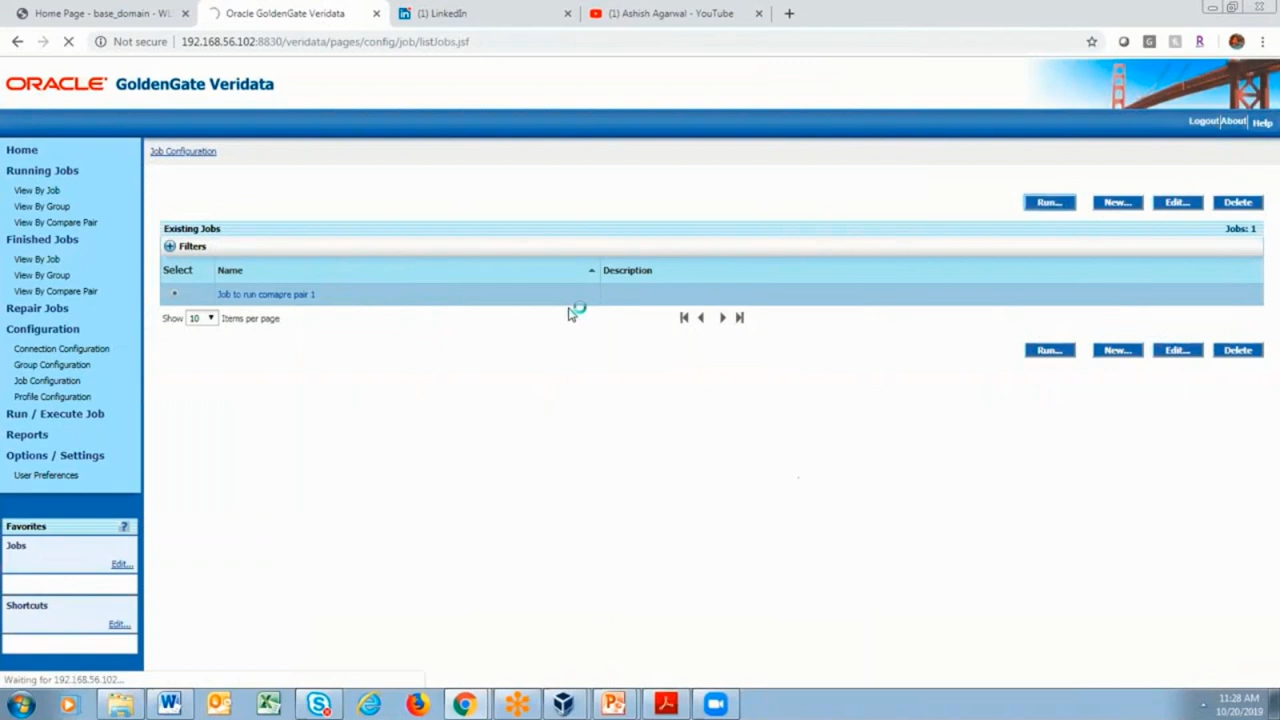 Home Page - base_domain - WL
Oracle GoldenGate Veridata
(1) LinkedIn
(1) Ashish Agarwal - YouTube
Not secure | 192.168.56.102:8830/veridata/pages/config/job/listJobs.jsf
ORACLE GoldenGate Veridata
Logout About Help
Home
Running Jobs
View By Job
View By Group
View By Compare Pair
Finished Jobs
View By Job
View By Group
View By Compare Pair
Repair Jobs
Configuration
Connection Configuration
Group Configuration
Job Configuration
Profile Configuration
Run / Execute Job
Reports
Options / Settings
User Preferences
Favorites ?
Jobs
Edit...
Shortcuts
Edit...
Job Configuration
Run... New... Edit... Delete
Existing Jobs Jobs: 1
Filters
Select Name Description
Job to run comapre pair 1
Show 10 Items per page
Run... New... Edit... Delete
Waiting for 192.168.56.102...
11:28 AM
10/20/2019